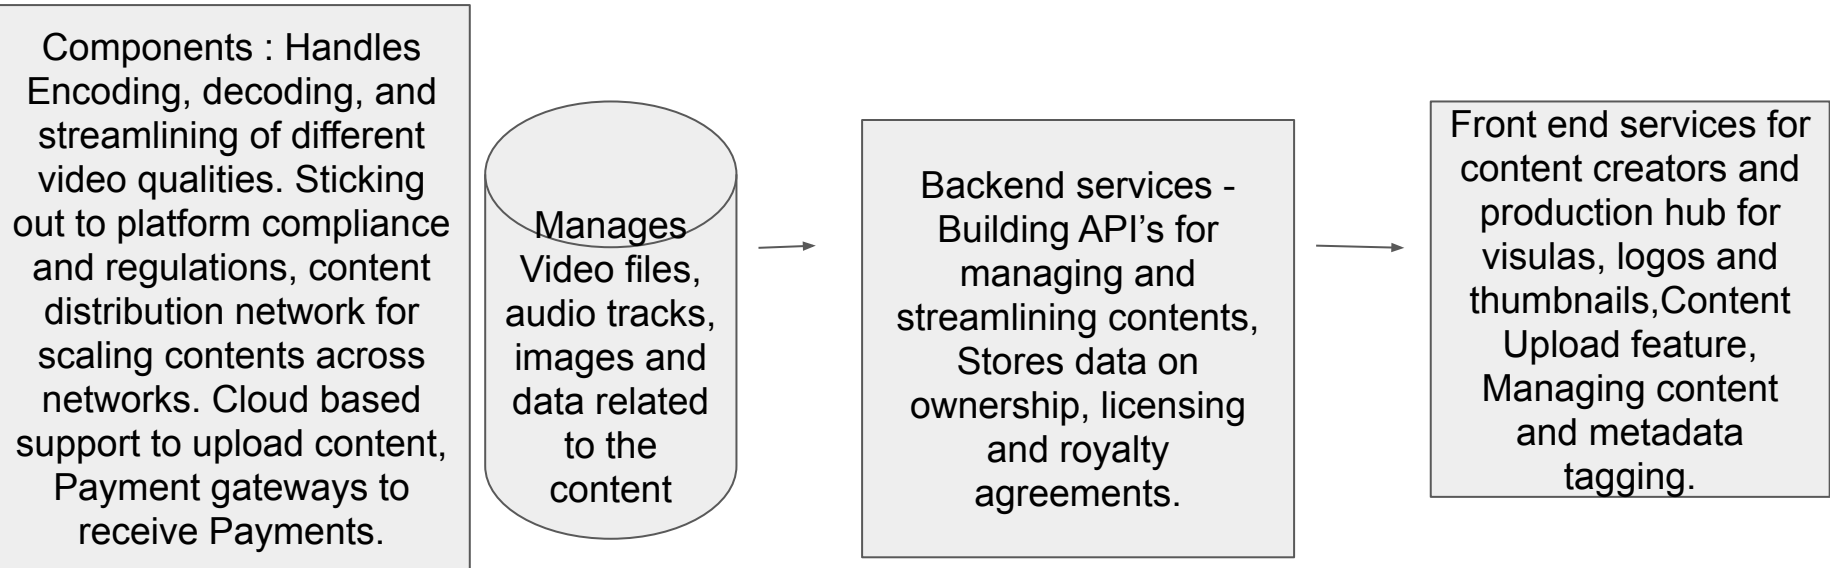 Components : Handles
Encoding, decoding, and
streamlining of different
video qualities. Sticking
out to platform compliance
and regulations, content
distribution network for
scaling contents across
networks. Cloud based
support to upload content,
Payment gateways to
receive Payments.
Manages
Video files,
audio tracks,
images and
data related
to the
content
Backend services -
Building API’s for
managing and
streamlining contents,
Stores data on
ownership, licensing
and royalty
agreements.
Front end services for
content creators and
production hub for
visulas, logos and
thumbnails,Content
Upload feature,
Managing content
and metadata
tagging.